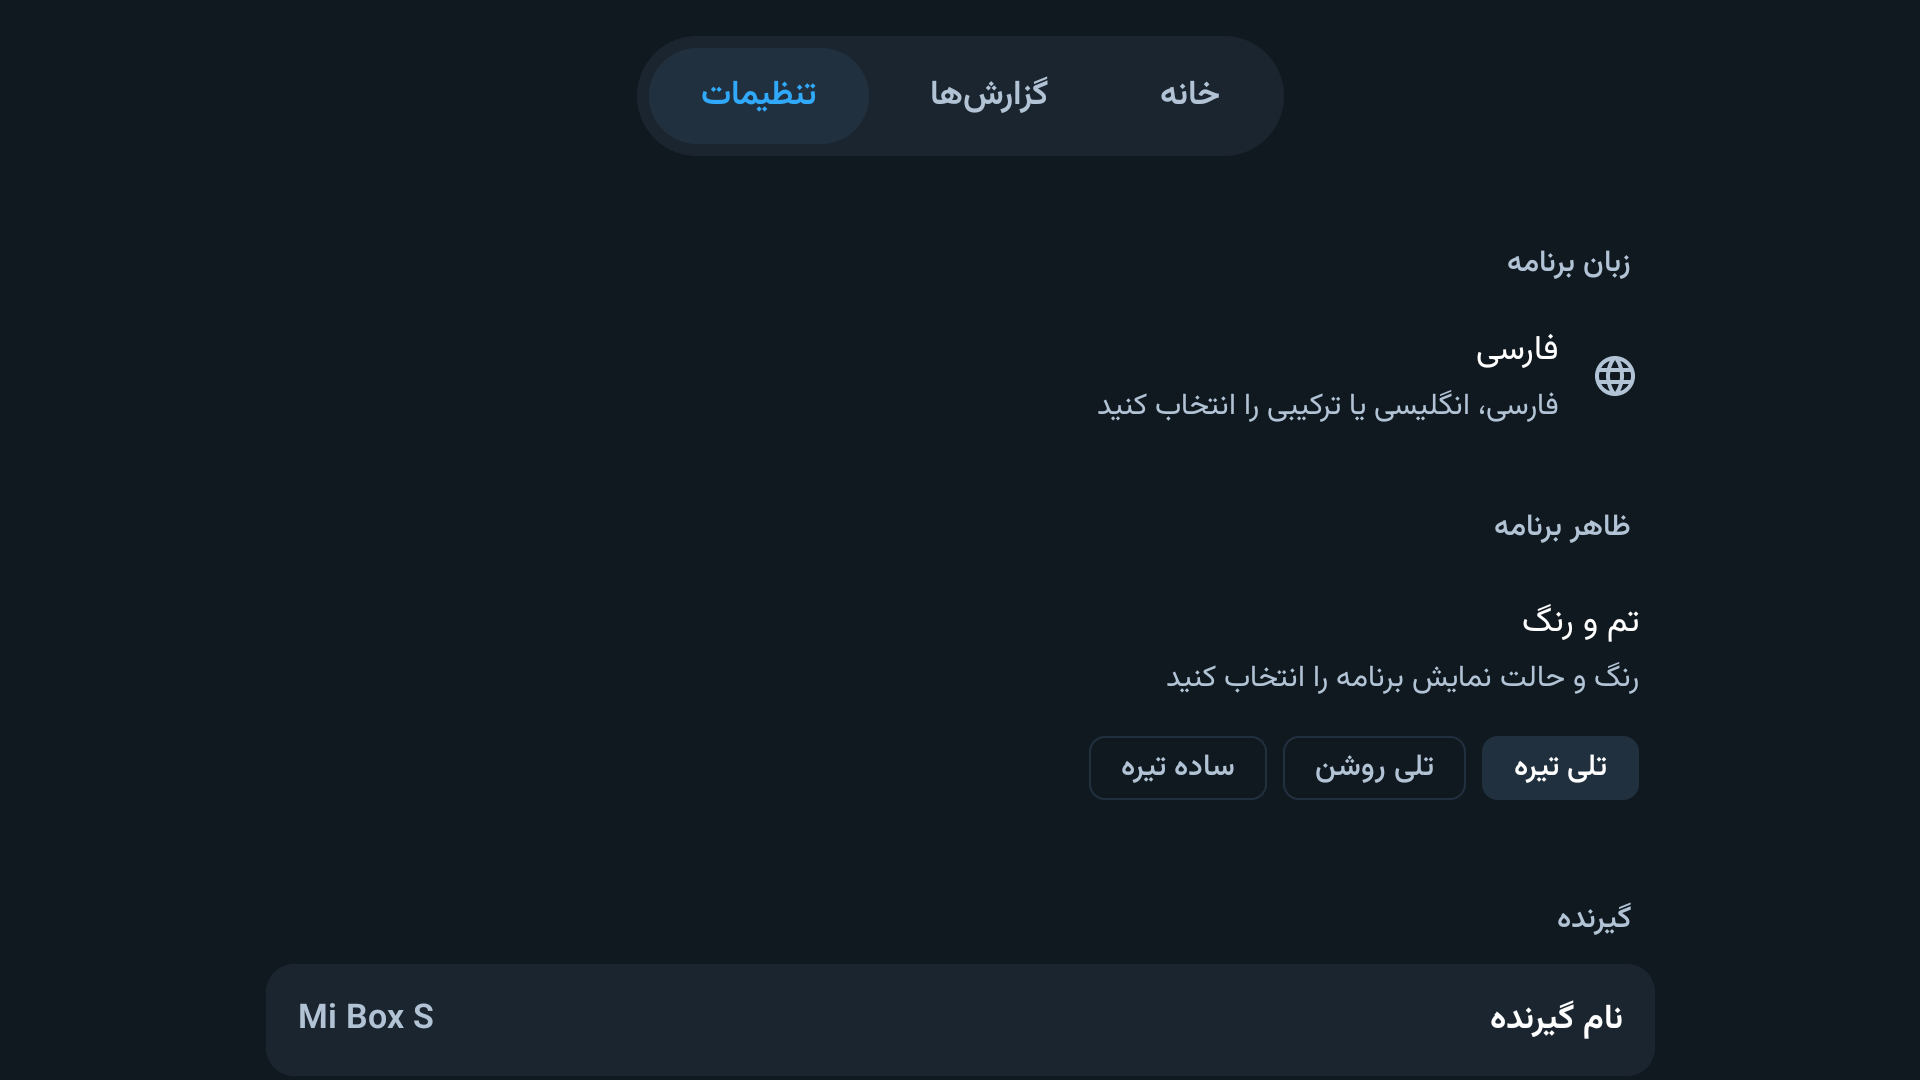 خانه
گزارش‌ها
تنظیمات
زبان برنامه
فارسی
فارسی، انگلیسی یا ترکیبی را انتخاب کنید
ظاهر برنامه
تم و رنگ
رنگ و حالت نمایش برنامه را انتخاب کنید
تلی تیره
تلی روشن
ساده تیره
گیرنده
نام گیرنده
Mi Box S